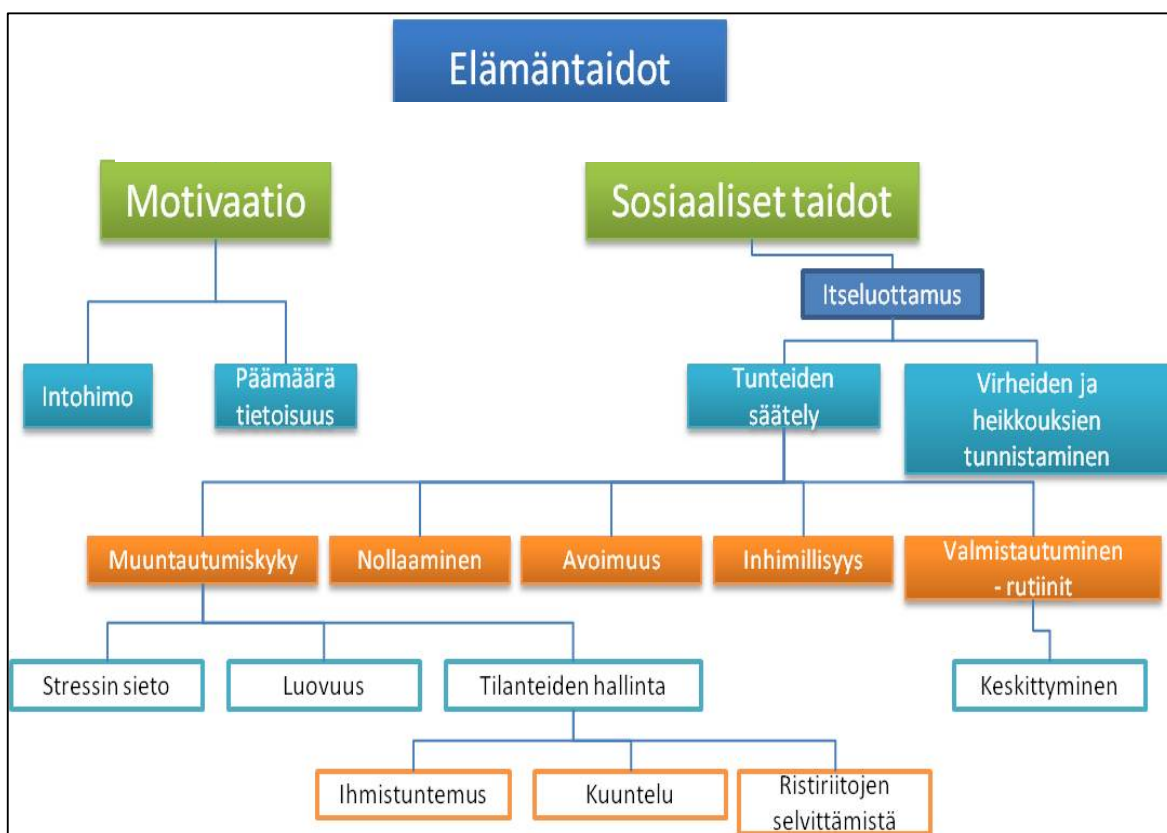 Elämäntaidot
Motivaatio
Sosiaaliset taidot
Itseluottamus
Intohimo
Päämäärä
tietoisuus
Tunteiden
säätely
Virheiden ja
heikkouksien
tunnistaminen
Muuntautumiskyky
Nollaaminen
Avoimuus
Inhimillisyys
Valmistautuminen
- rutiinit
Stressin sieto
Luovuus
Tilanteiden hallinta
Keskittyminen
Ihmistuntemus
Kuuntelu
Ristiriitojen
selvittämistä